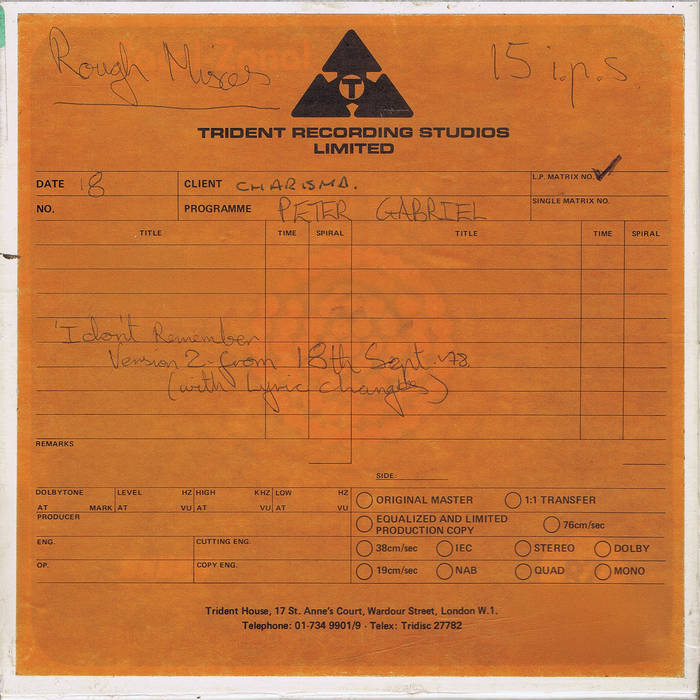 Rough Mixes
15 i.p.s.
T
TRIDENT RECORDING STUDIOS
LIMITED
DATE 18
CLIENT CHARISMA.
L.P. MATRIX NO. ✓
NO.
PROGRAMME PETER GABRIEL
SINGLE MATRIX NO.
TITLE TIME SPIRAL TITLE TIME SPIRAL
'I don't Remember
Version 2 from 18th Sept '78
(with Lyric changes)
REMARKS
SIDE:
DOLBYTONE LEVEL HZ HIGH KHZ LOW HZ
AT MARK AT VU AT VU AT VU
PRODUCER
ENG. CUTTING ENG.
OP. COPY ENG.
ORIGINAL MASTER 1:1 TRANSFER
EQUALIZED AND LIMITED
PRODUCTION COPY 76cm/sec
38cm/sec IEC STEREO DOLBY
19cm/sec NAB QUAD MONO
Trident House, 17 St. Anne's Court, Wardour Street, London W.1.
Telephone: 01-734 9901/9 · Telex: Tridisc 27782